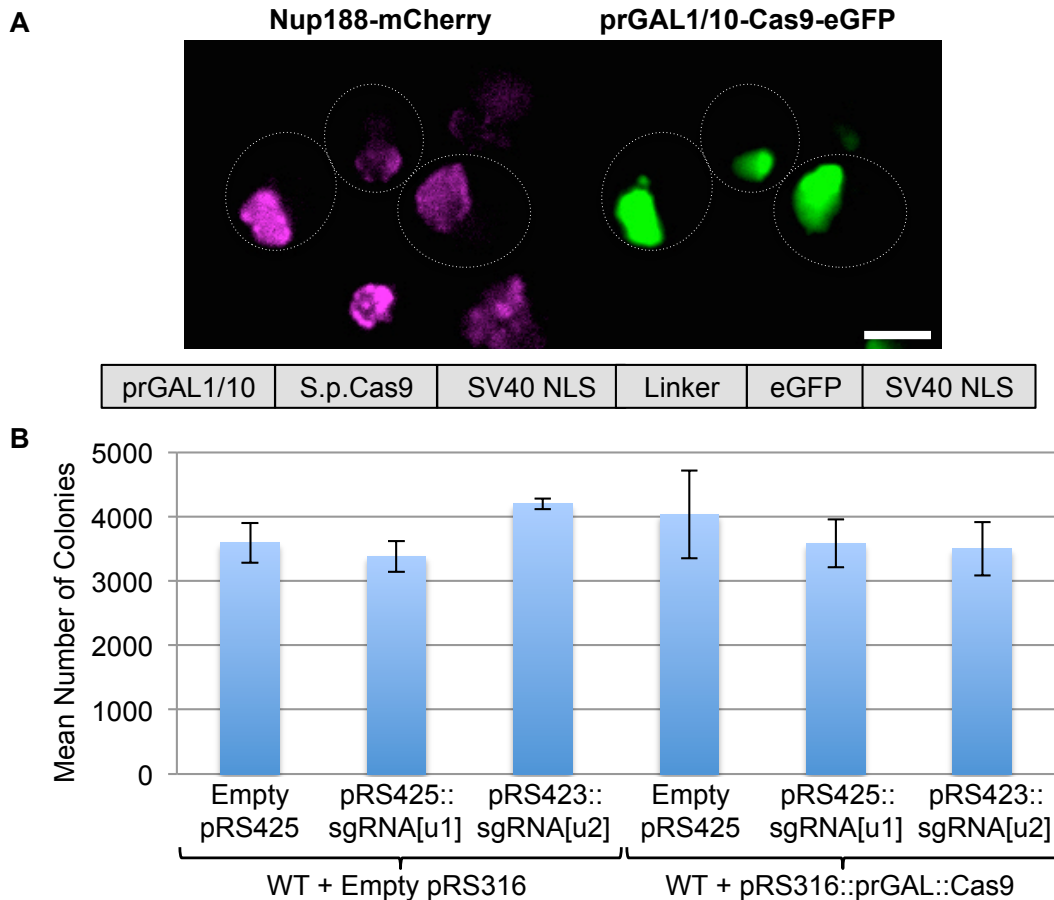 A
Nup188-mCherry
prGAL1/10-Cas9-eGFP
prGAL1/10
S.p.Cas9
SV40 NLS
Linker
eGFP
SV40 NLS
B
Mean Number of Colonies
5000
4000
3000
2000
1000
0
Empty
pRS425
pRS425::
sgRNA[u1]
pRS423::
sgRNA[u2]
Empty
pRS425
pRS425::
sgRNA[u1]
pRS423::
sgRNA[u2]
WT + Empty pRS316
WT + pRS316::prGAL::Cas9